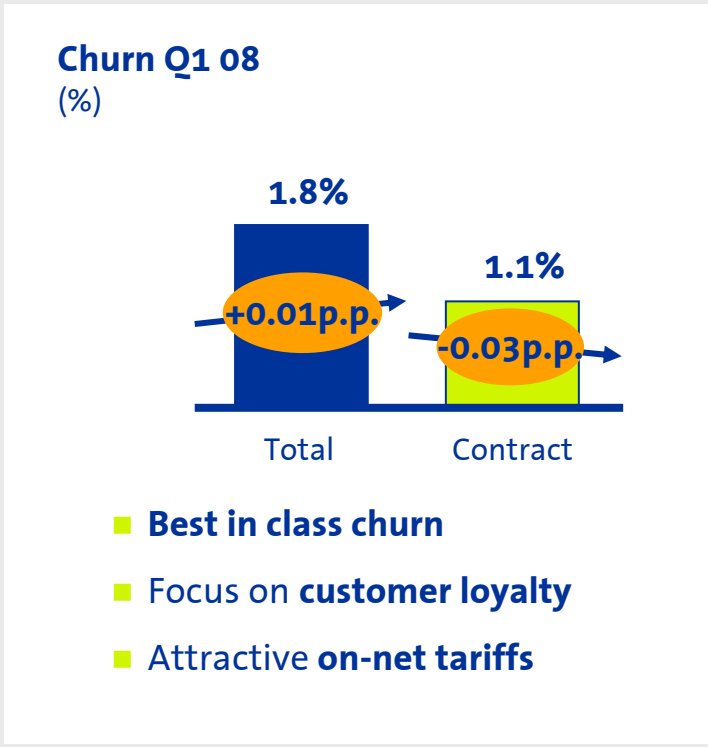 Churn Q1 08
(%)
1.8%
1.1%
+0.01p.p.
-0.03p.p.
Total
Contract
Best in class churn
Focus on customer loyalty
Attractive on-net tariffs